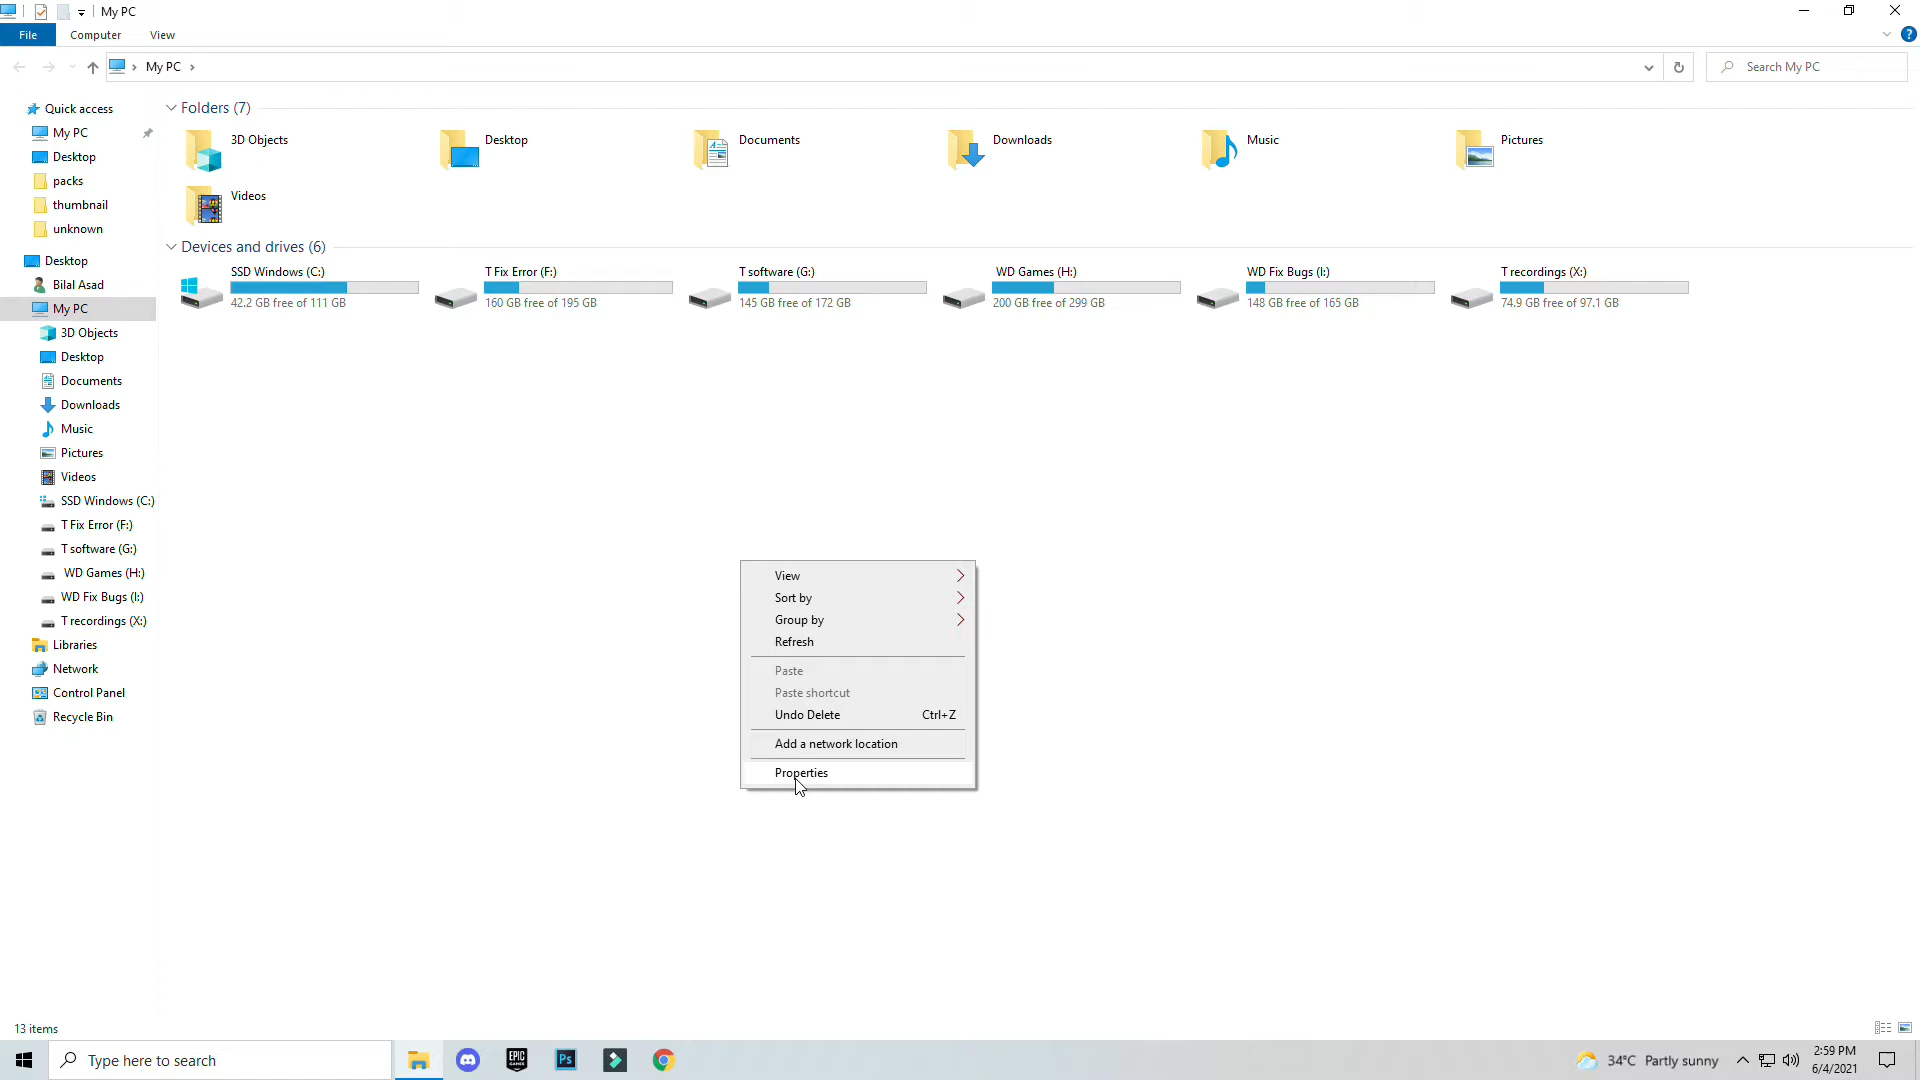 My PC
File
Computer
View
My PC
Search My PC
Quick access
My PC
Desktop
packs
thumbnail
unknown
Desktop
Bilal Asad
My PC
3D Objects
Desktop
Documents
Downloads
Music
Pictures
Videos
SSD Windows (C:)
T Fix Error (F:)
T software (G:)
WD Games (H:)
WD Fix Bugs (I:)
T recordings (X:)
Libraries
Network
Control Panel
Recycle Bin
Folders (7)
3D Objects
Desktop
Documents
Downloads
Music
Pictures
Videos
Devices and drives (6)
SSD Windows (C:)
42.2 GB free of 111 GB
T Fix Error (F:)
160 GB free of 195 GB
T software (G:)
145 GB free of 172 GB
WD Games (H:)
200 GB free of 299 GB
WD Fix Bugs (I:)
148 GB free of 165 GB
T recordings (X:)
74.9 GB free of 97.1 GB
View
Sort by
Group by
Refresh
Paste
Paste shortcut
Undo Delete Ctrl+Z
Add a network location
Properties
13 items
Type here to search
EPIC GAMES
Ps
34°C Partly sunny
2:59 PM
6/4/2021